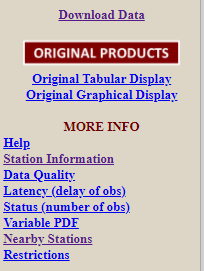 Download Data
ORIGINAL PRODUCTS
Original Tabular Display
Original Graphical Display
MORE INFO
Help
Station Information
Data Quality
Latency (delay of obs)
Status (number of obs)
Variable PDF
Nearby Stations
Restrictions